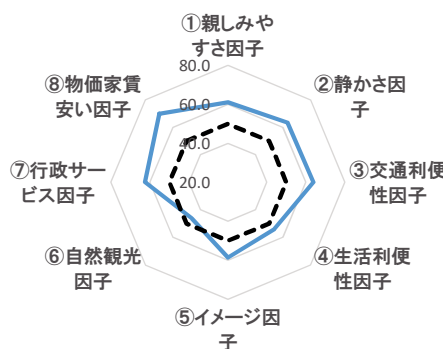 ①親しみや
すさ因子
②静かさ因
子
③交通利便
性因子
④生活利便
性因子
⑤イメージ因
子
⑥自然観光
因子
⑦行政サー
ビス因子
⑧物価家賃
安い因子
80.0
60.0
40.0
20.0